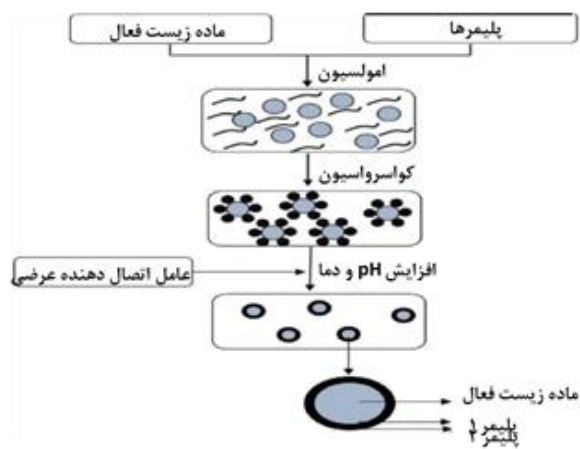 ماده زیست فعال
پلیمرها
امولسیون
کواسرواسیون
افزایش pH و دما
عامل اتصال دهنده عرضی
ماده زیست فعال
پلیمر ۱
پلیمر ۲